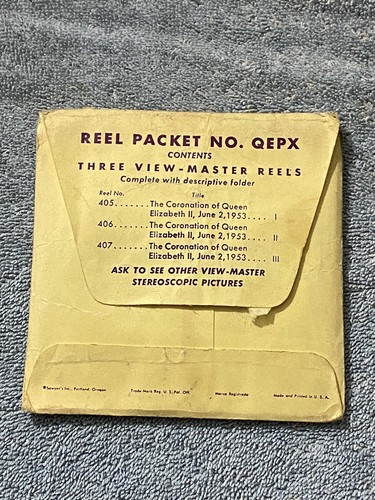 REEL PACKET NO. QEPX
CONTENTS
THREE VIEW-MASTER REELS
Complete with descriptive folder
Reel No. Title
405.......The Coronation of Queen
Elizabeth II, June 2,1953.... I
406.......The Coronation of Queen
Elizabeth II, June 2,1953.... II
407.......The Coronation of Queen
Elizabeth II, June 2,1953.... III
ASK TO SEE OTHER VIEW-MASTER
STEREOSCOPIC PICTURES
©Sawyer's Inc., Portland, Oregon Trade Mark Reg. U. S. Pat. Off. Marca Registrada Made and Printed in U. S. A.